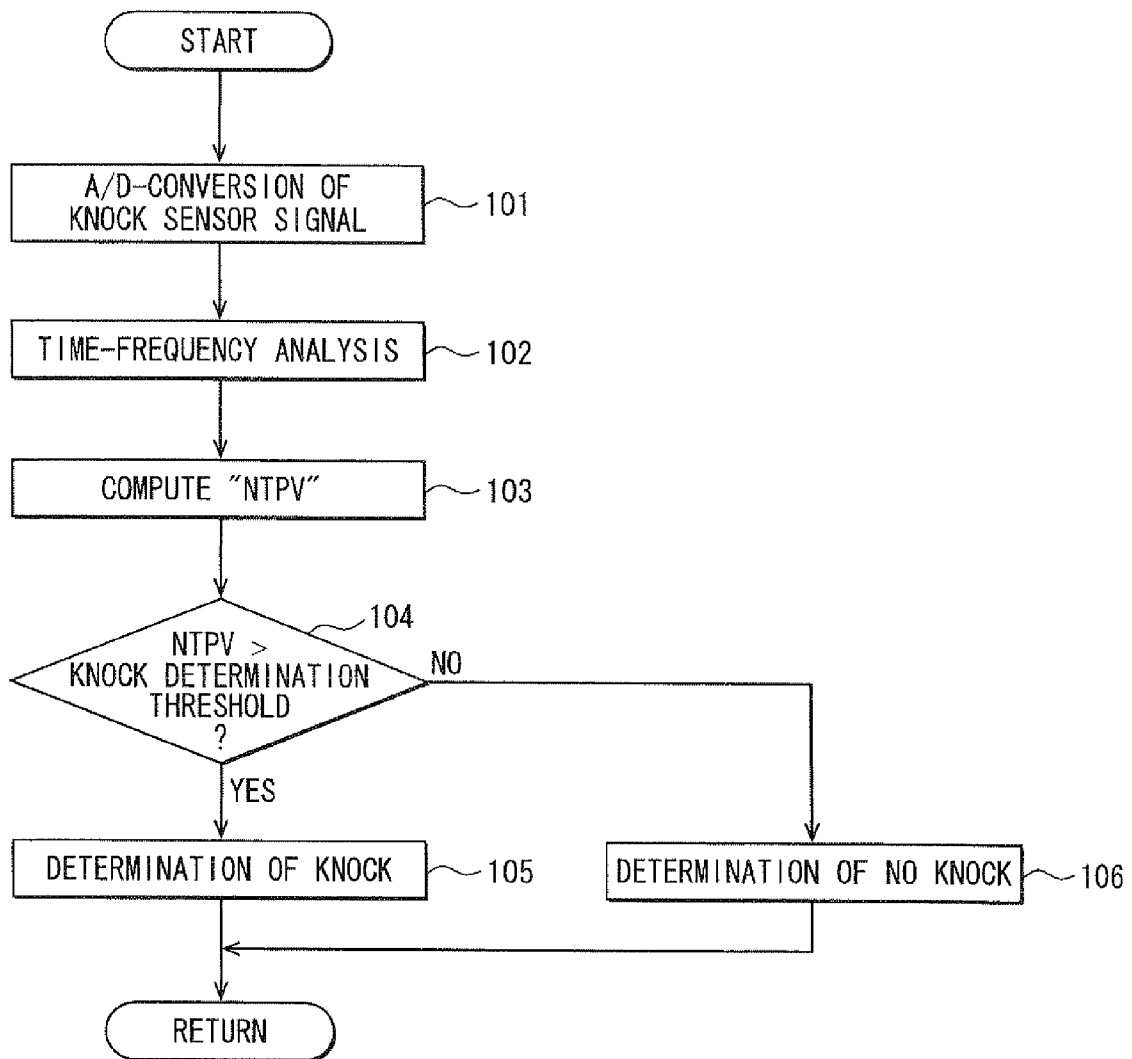 START
A/D-CONVERSION OF
KNOCK SENSOR SIGNAL
101
TIME-FREQUENCY ANALYSIS
102
COMPUTE "NTPV"
103
104
NTPV >
KNOCK DETERMINATION
THRESHOLD
?
NO
YES
DETERMINATION OF KNOCK
105
DETERMINATION OF NO KNOCK
106
RETURN